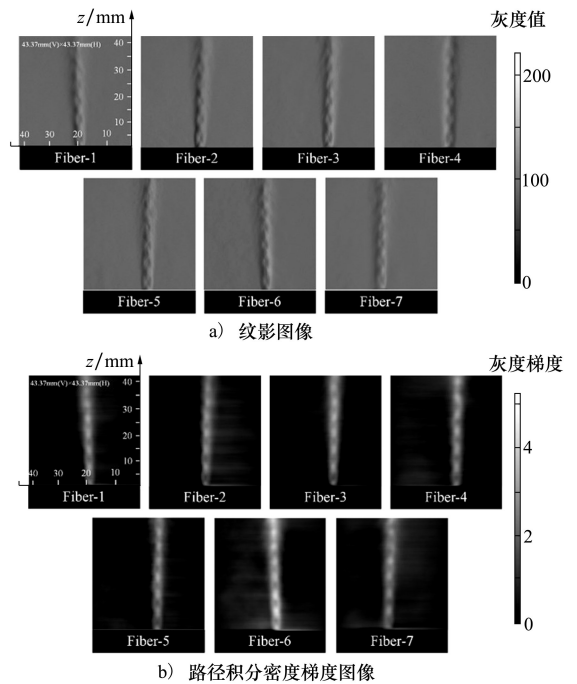 z/mm
灰度值
43.37mm(V)×43.37mm(H)
40
30
20
10
40 30 20 10
Fiber-1 Fiber-2 Fiber-3 Fiber-4
200
100
0
Fiber-5 Fiber-6 Fiber-7
a) 纹影图像
z/mm
灰度梯度
43.37mm(V)×43.37mm(H)
40
30
20
10
40 30 20 10
Fiber-1 Fiber-2 Fiber-3 Fiber-4
4
2
0
Fiber-5 Fiber-6 Fiber-7
b) 路径积分密度梯度图像